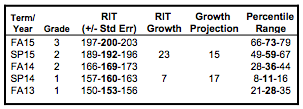 Term/ Year Grade RIT (+/- Std Err) RIT Growth Growth Projection Percentile Range
FA15 3 197-200-203 66-73-79
SP15 2 189-192-196 23 15 49-59-67
FA14 2 166-169-173 28-36-44
SP14 1 157-160-163 7 17 8-11-16
FA13 1 150-153-156 21-28-35